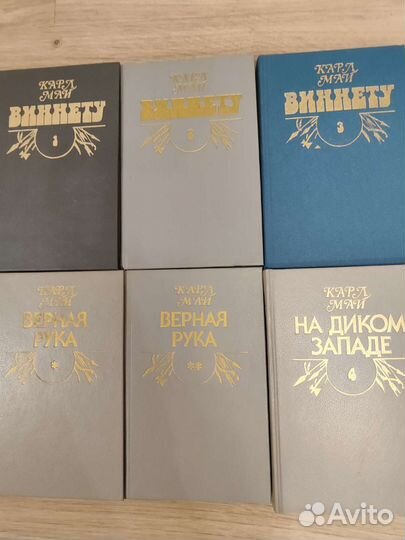 КАРЛ
МАЙ
ВИННЕТУ
1
КАРЛ
МАЙ
ВИННЕТУ
2
КАРЛ
МАЙ
ВИННЕТУ
3
КАРЛ
МАЙ
ВЕРНАЯ
РУКА
*
КАРЛ
МАЙ
ВЕРНАЯ
РУКА
**
КАРЛ
МАЙ
НА ДИКОМ
ЗАПАДЕ
4
Avito